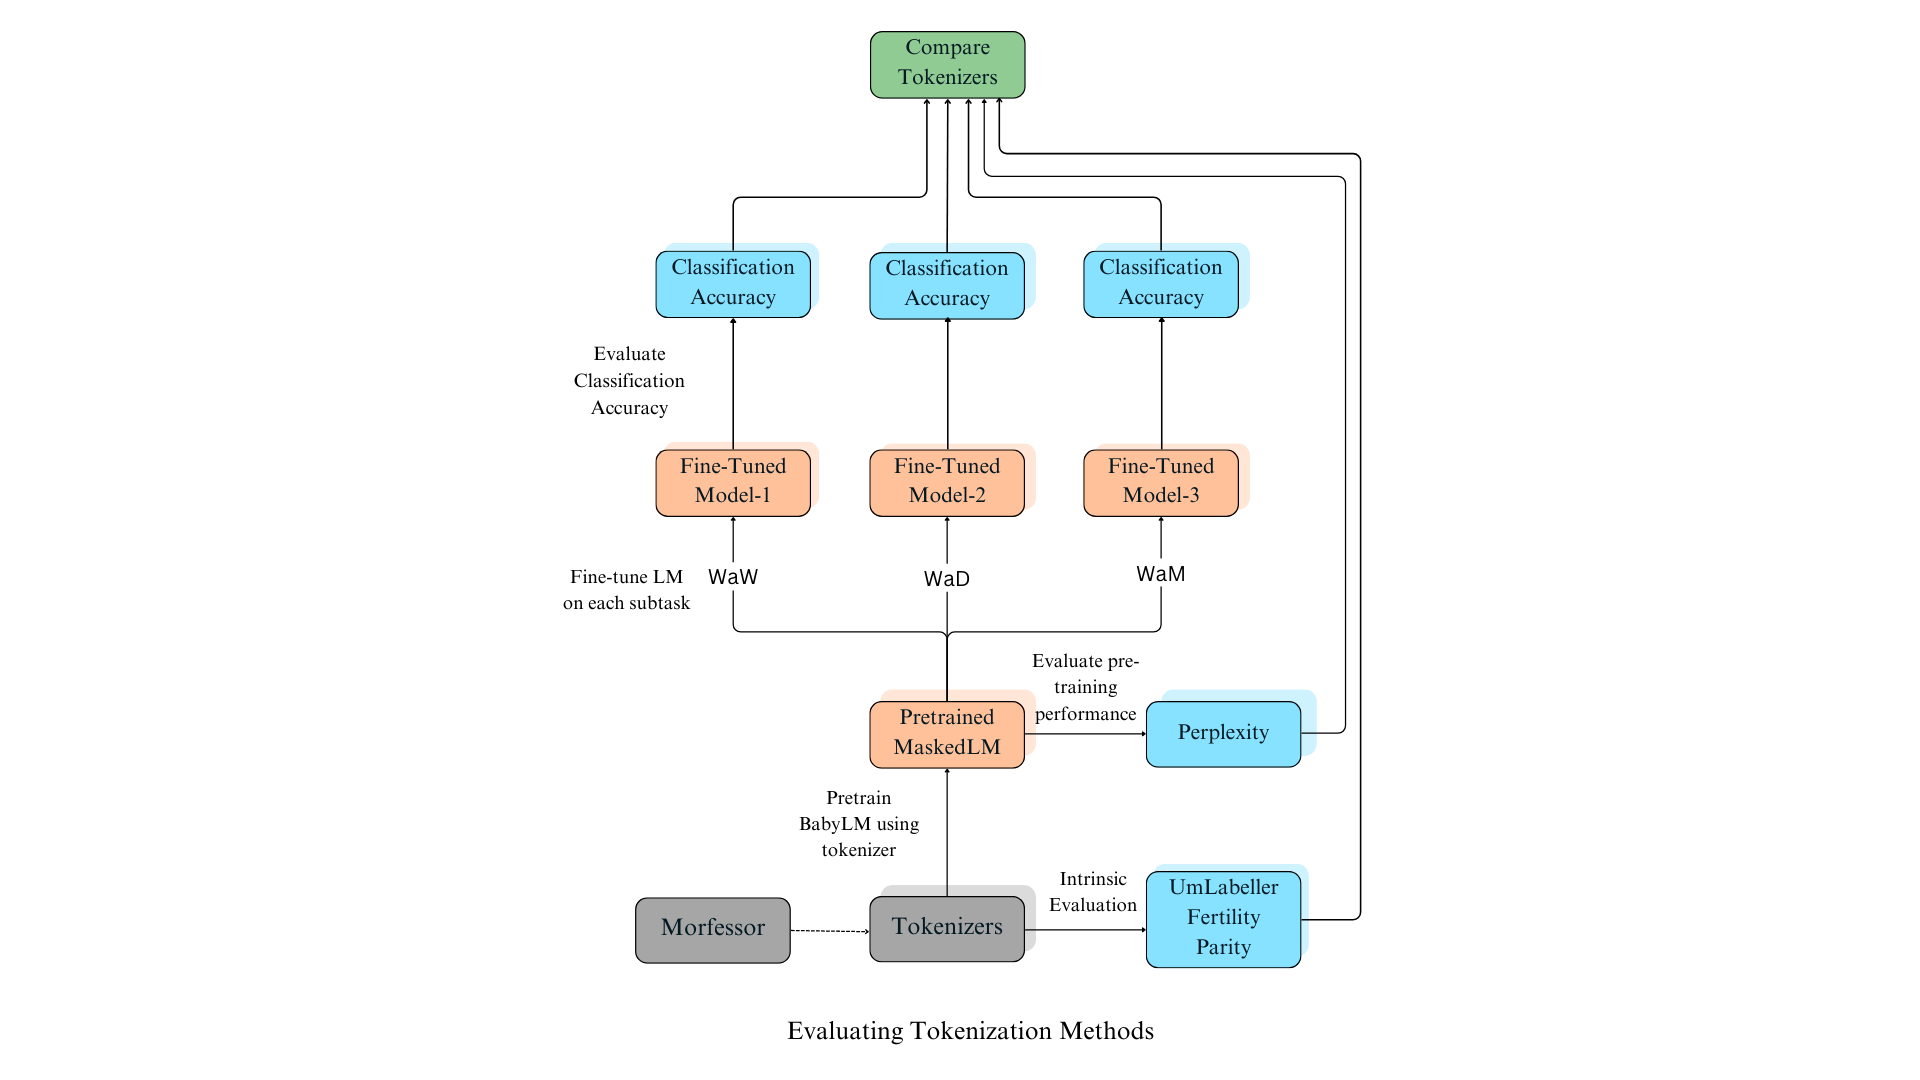 Compare
Tokenizers
Classification
Accuracy
Classification
Accuracy
Classification
Accuracy
Evaluate
Classification
Accuracy
Fine-Tuned
Model-1
Fine-Tuned
Model-2
Fine-Tuned
Model-3
Fine-tune LM
on each subtask
WaW
WaD
WaM
Evaluate pre-
training
performance
Pretrained
MaskedLM
Perplexity
Pretrain
BabyLM using
tokenizer
Morfessor
Tokenizers
Intrinsic
Evaluation
UmLabeller
Fertility
Parity
Evaluating Tokenization Methods